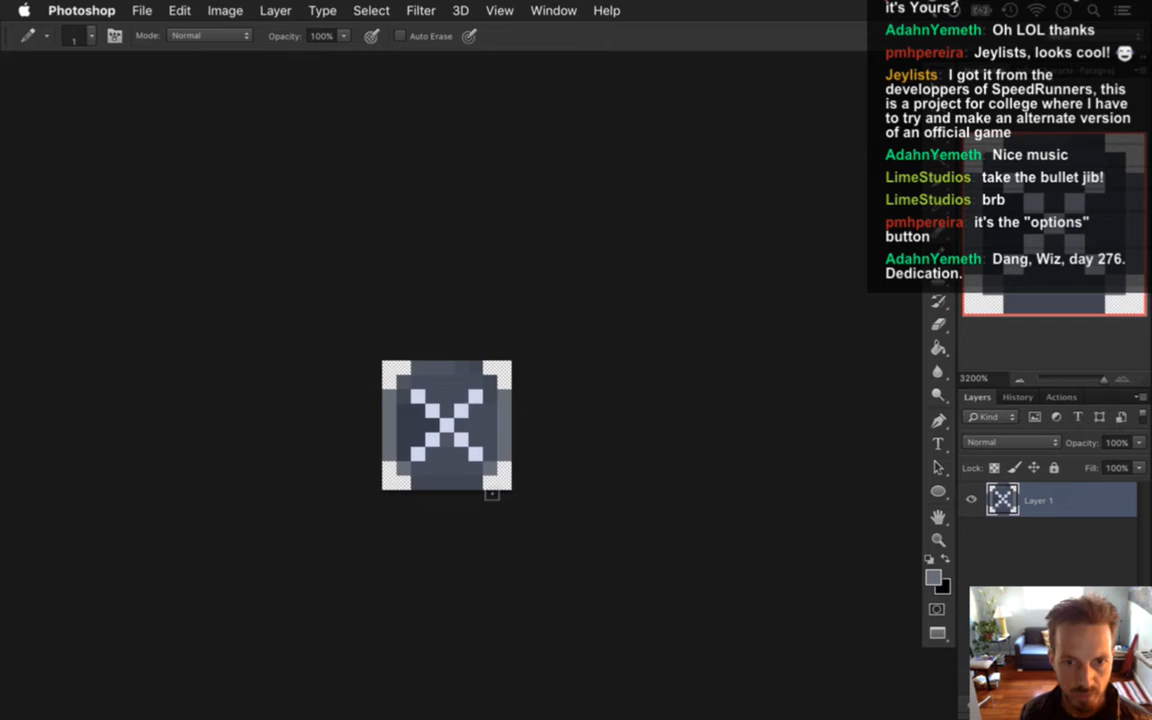 Photoshop File Edit Image Layer Type Select Filter 3D View Window Help
1 Mode: Normal Opacity: 100% Auto Erase
it's Yours?
AdahnYemeth: Oh LOL thanks
pmhpereira: Jeylists, looks cool!
Jeylists: I got it from the
developpers of SpeedRunners, this
is a project for college where I have
to try and make an alternate version
of an official game
AdahnYemeth: Nice music
LimeStudios: take the bullet jib!
LimeStudios: brb
pmhpereira: it's the "options"
button
AdahnYemeth: Dang, Wiz, day 276.
Dedication.
3200%
Layers History Actions
Kind
Normal Opacity: 100%
Lock: Fill: 100%
Layer 1